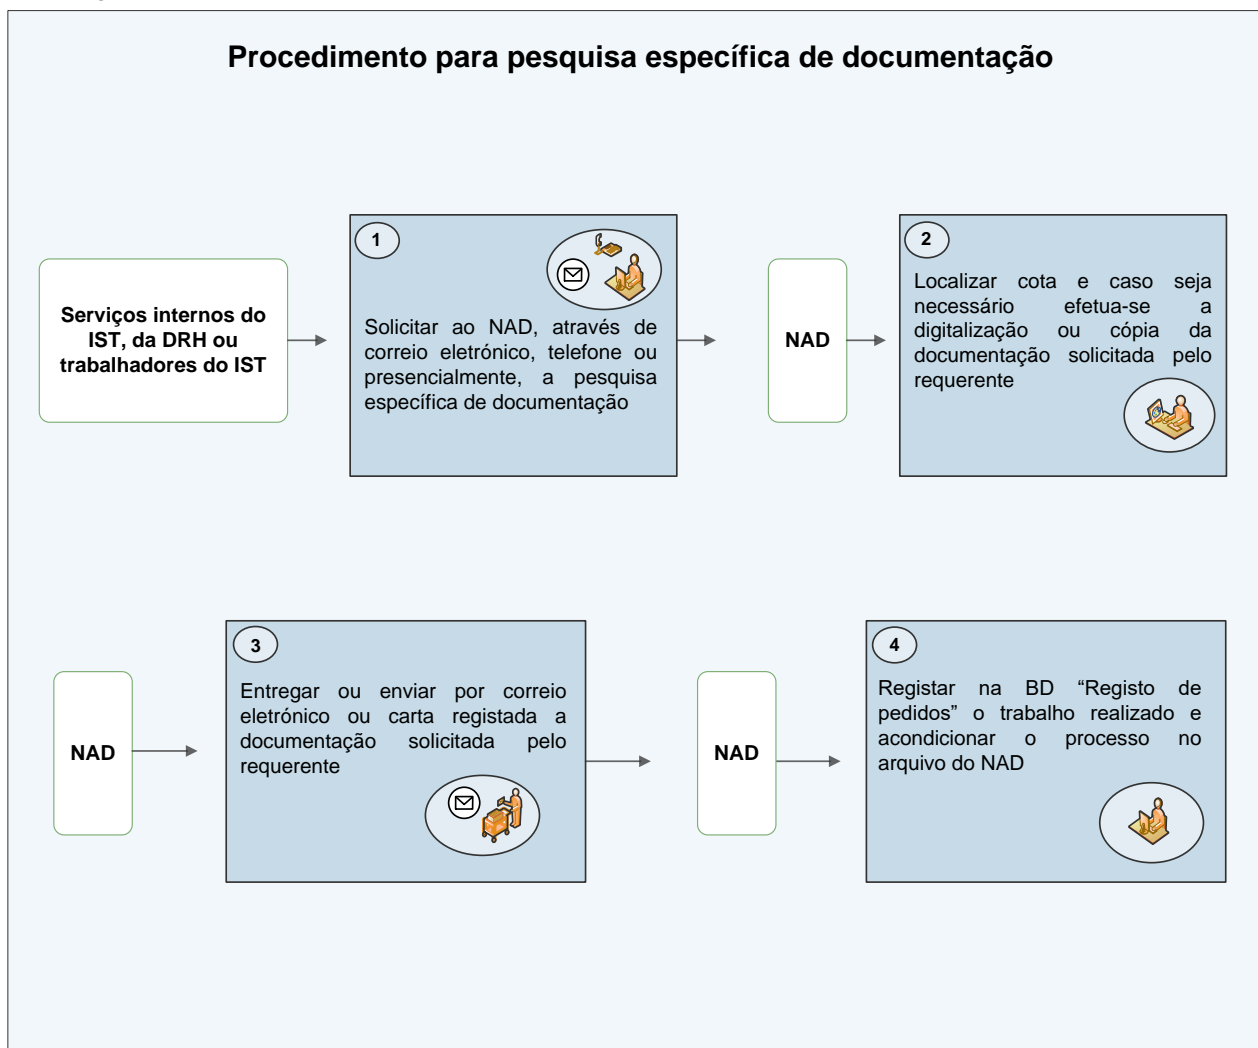 Procedimento para pesquisa específica de documentação
Serviços internos do
IST, da DRH ou
trabalhadores do IST
1
Solicitar ao NAD, através de
correio eletrónico, telefone ou
presencialmente, a pesquisa
específica de documentação
NAD
2
Localizar cota e caso seja
necessário efetua-se a
digitalização ou cópia da
documentação solicitada pelo
requerente
NAD
3
Entregar ou enviar por correio
eletrónico ou carta registada a
documentação solicitada pelo
requerente
NAD
4
Registar na BD “Registo de
pedidos” o trabalho realizado e
acondicionar o processo no
arquivo do NAD